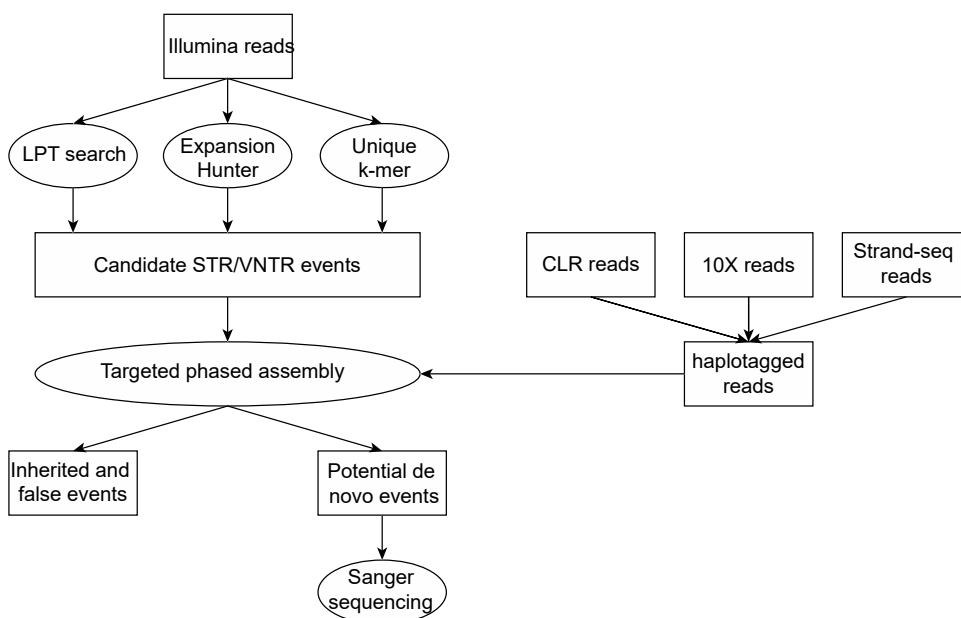 Illumina reads
LPT search
Expansion
Hunter
Unique
k-mer
Candidate STR/VNTR events
CLR reads
10X reads
Strand-seq
reads
Targeted phased assembly
haplotagged
reads
Inherited and
false events
Potential de
novo events
Sanger
sequencing